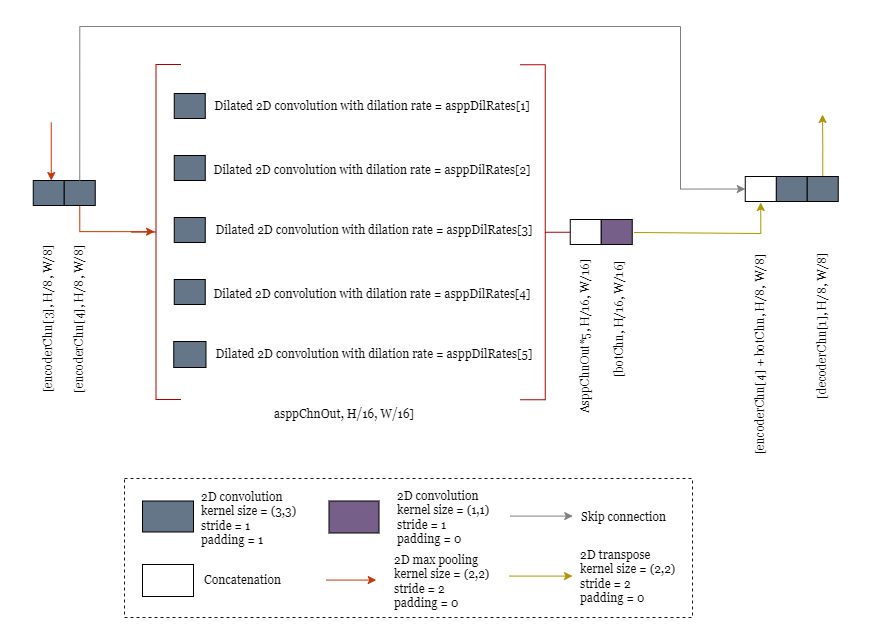 Dilated 2D convolution with dilation rate = asppDilRates[1]
Dilated 2D convolution with dilation rate = asppDilRates[2]
Dilated 2D convolution with dilation rate = asppDilRates[3]
Dilated 2D convolution with dilation rate = asppDilRates[4]
Dilated 2D convolution with dilation rate = asppDilRates[5]
asppChnOut, H/16, W/16]
[encoderChn[3], H/8, W/8]
[encoderChn[4], H/8, W/8]
AsppChnOut*5, H/16, W/16]
[botChn, H/16, W/16]
[encoderChn[4] + botChn, H/8, W/8]
[decoderChn[1], H/8, W/8]
2D convolution
kernel size = (3,3)
stride = 1
padding = 1
2D convolution
kernel size = (1,1)
stride = 1
padding = 0
Skip connection
Concatenation
2D max pooling
kernel size = (2,2)
stride = 2
padding = 0
2D transpose
kernel size = (2,2)
stride = 2
padding = 0